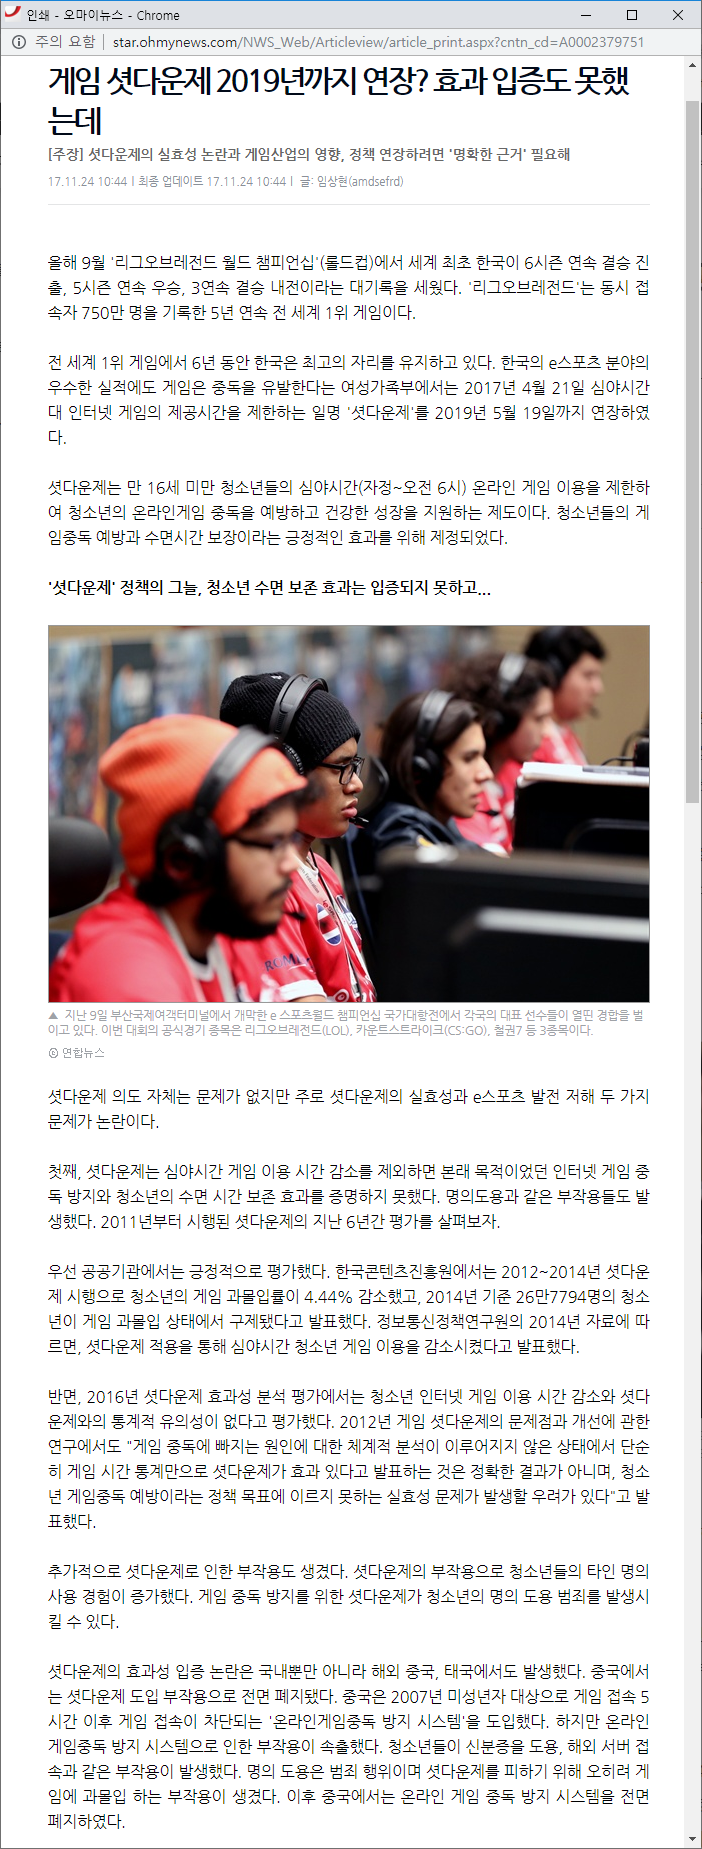 인쇄 - 오마이뉴스 - Chrome
주의 요함 | star.ohmynews.com/NWS_Web/Articleview/article_print.aspx?cntn_cd=A0002379751
게임 셧다운제 2019년까지 연장? 효과 입증도 못했
는데
[주장] 셧다운제의 실효성 논란과 게임산업의 영향, 정책 연장하려면 '명확한 근거' 필요해
17.11.24 10:44 l 최종 업데이트 17.11.24 10:44 l 글: 임상현(amdsefrd)
올해 9월 '리그오브레전드 월드 챔피언십'(롤드컵)에서 세계 최초 한국이 6시즌 연속 결승 진
출, 5시즌 연속 우승, 3연속 결승 내전이라는 대기록을 세웠다. '리그오브레전드'는 동시 접
속자 750만 명을 기록한 5년 연속 전 세계 1위 게임이다.
전 세계 1위 게임에서 6년 동안 한국은 최고의 자리를 유지하고 있다. 한국의 e스포츠 분야의
우수한 실적에도 게임은 중독을 유발한다는 여성가족부에서는 2017년 4월 21일 심야시간
대 인터넷 게임의 제공시간을 제한하는 일명 '셧다운제'를 2019년 5월 19일까지 연장하였
다.
셧다운제는 만 16세 미만 청소년들의 심야시간(자정~오전 6시) 온라인 게임 이용을 제한하
여 청소년의 온라인게임 중독을 예방하고 건강한 성장을 지원하는 제도이다. 청소년들의 게
임중독 예방과 수면시간 보장이라는 긍정적인 효과를 위해 제정되었다.
'셧다운제' 정책의 그늘, 청소년 수면 보존 효과는 입증되지 못하고...
▲ 지난 9일 부산국제여객터미널에서 개막한 e 스포츠월드 챔피언십 국가대항전에서 각국의 대표 선수들이 열띤 경합을 벌
이고 있다. 이번 대회의 공식경기 종목은 리그오브레전드(LOL), 카운트스트라이크(CS:GO), 철권7 등 3종목이다.
ⓒ 연합뉴스
셧다운제 의도 자체는 문제가 없지만 주로 셧다운제의 실효성과 e스포츠 발전 저해 두 가지
문제가 논란이다.
첫째, 셧다운제는 심야시간 게임 이용 시간 감소를 제외하면 본래 목적이었던 인터넷 게임 중
독 방지와 청소년의 수면 시간 보존 효과를 증명하지 못했다. 명의도용과 같은 부작용들도 발
생했다. 2011년부터 시행된 셧다운제의 지난 6년간 평가를 살펴보자.
우선 공공기관에서는 긍정적으로 평가했다. 한국콘텐츠진흥원에서는 2012~2014년 셧다운
제 시행으로 청소년의 게임 과몰입률이 4.44% 감소했고, 2014년 기준 26만7794명의 청소
년이 게임 과몰입 상태에서 구제됐다고 발표했다. 정보통신정책연구원의 2014년 자료에 따
르면, 셧다운제 적용을 통해 심야시간 청소년 게임 이용을 감소시켰다고 발표했다.
반면, 2016년 셧다운제 효과성 분석 평가에서는 청소년 인터넷 게임 이용 시간 감소와 셧다
운제와의 통계적 유의성이 없다고 평가했다. 2012년 게임 셧다운제의 문제점과 개선에 관한
연구에서도 "게임 중독에 빠지는 원인에 대한 체계적 분석이 이루어지지 않은 상태에서 단순
히 게임 시간 통계만으로 셧다운제가 효과 있다고 발표하는 것은 정확한 결과가 아니며, 청소
년 게임중독 예방이라는 정책 목표에 이르지 못하는 실효성 문제가 발생할 우려가 있다"고 발
표했다.
추가적으로 셧다운제로 인한 부작용도 생겼다. 셧다운제의 부작용으로 청소년들의 타인 명의
사용 경험이 증가했다. 게임 중독 방지를 위한 셧다운제가 청소년의 명의 도용 범죄를 발생시
킬 수 있다.
셧다운제의 효과성 입증 논란은 국내뿐만 아니라 해외 중국, 태국에서도 발생했다. 중국에서
는 셧다운제 도입 부작용으로 전면 폐지됐다. 중국은 2007년 미성년자 대상으로 게임 접속 5
시간 이후 게임 접속이 차단되는 '온라인게임중독 방지 시스템'을 도입했다. 하지만 온라인
게임중독 방지 시스템으로 인한 부작용이 속출했다. 청소년들이 신분증을 도용, 해외 서버 접
속과 같은 부작용이 발생했다. 명의 도용은 범죄 행위이며 셧다운제를 피하기 위해 오히려 게
임에 과몰입 하는 부작용이 생겼다. 이후 중국에서는 온라인 게임 중독 방지 시스템을 전면
폐지하였다.